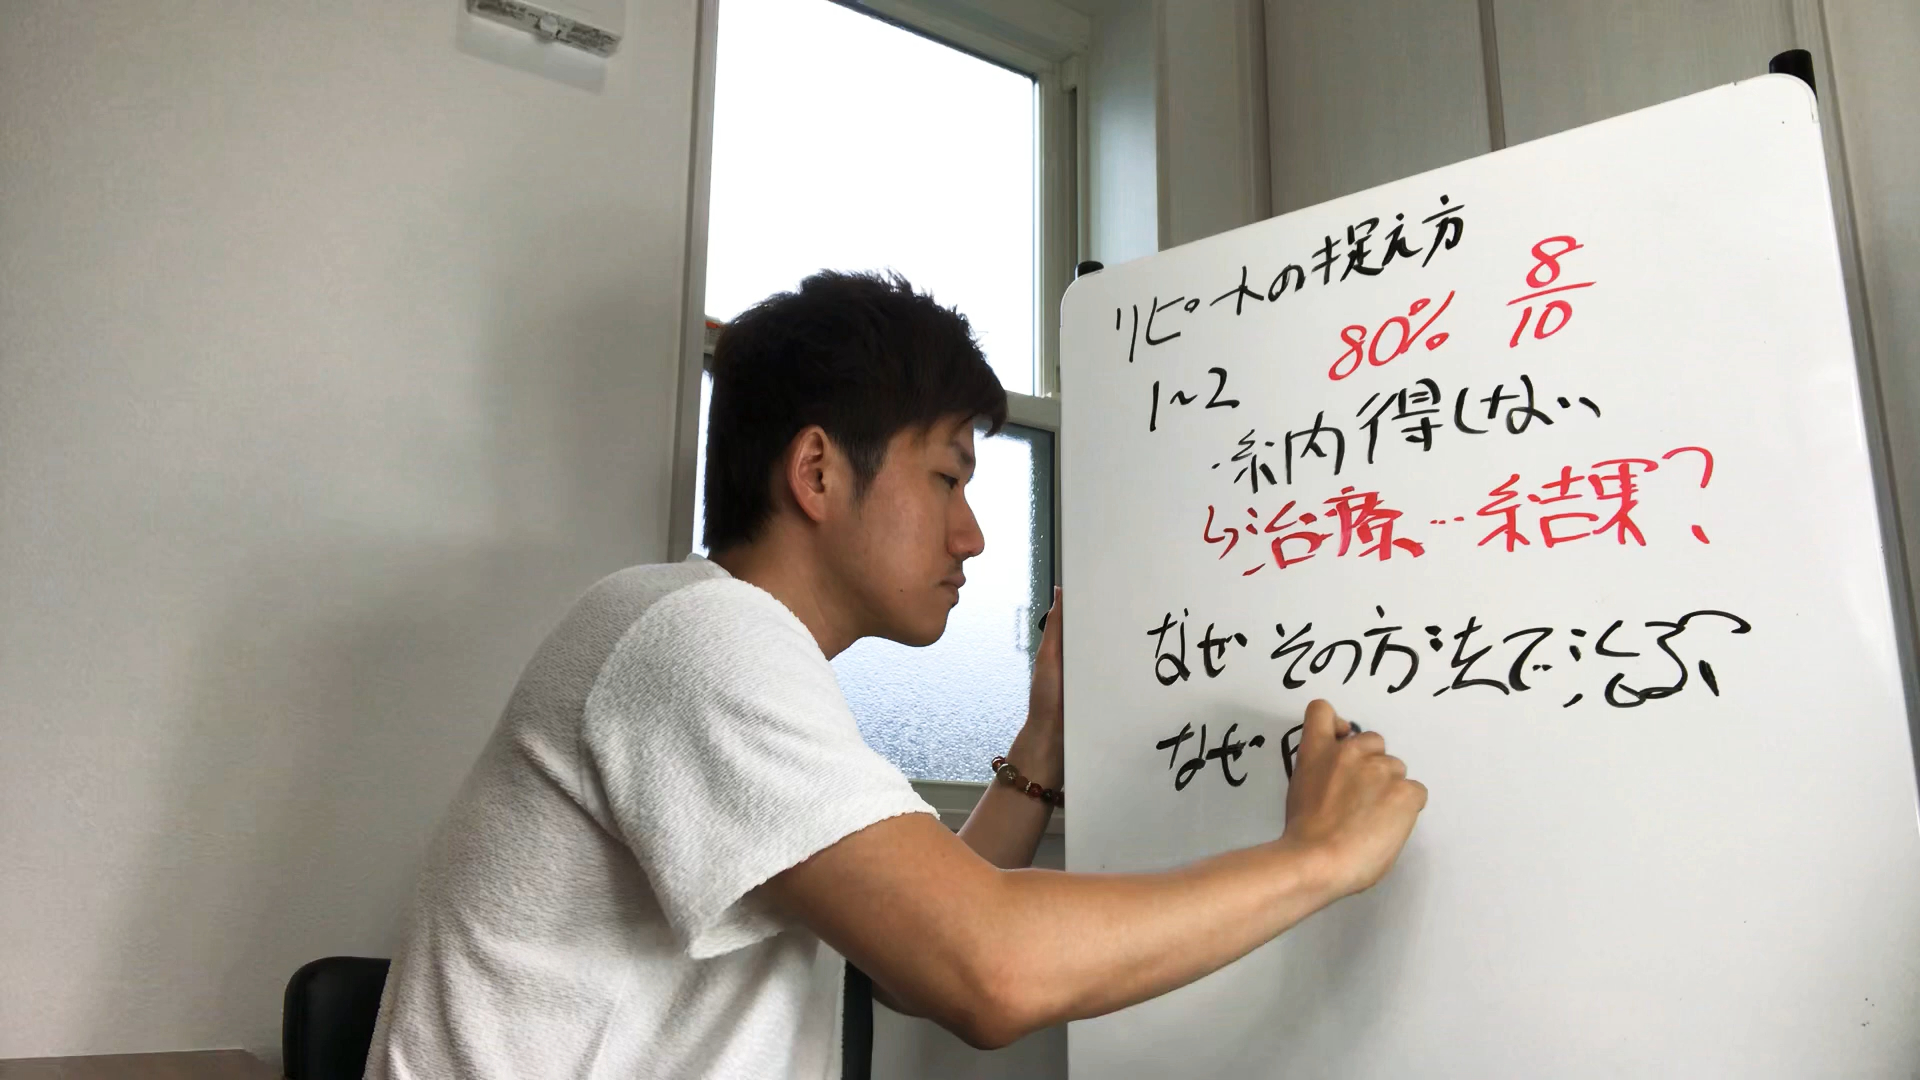 リピートの捉え方
80% 8/10
1~2
・納得しない
↳治療…結果?
なぜ その方法で治る?
なぜ